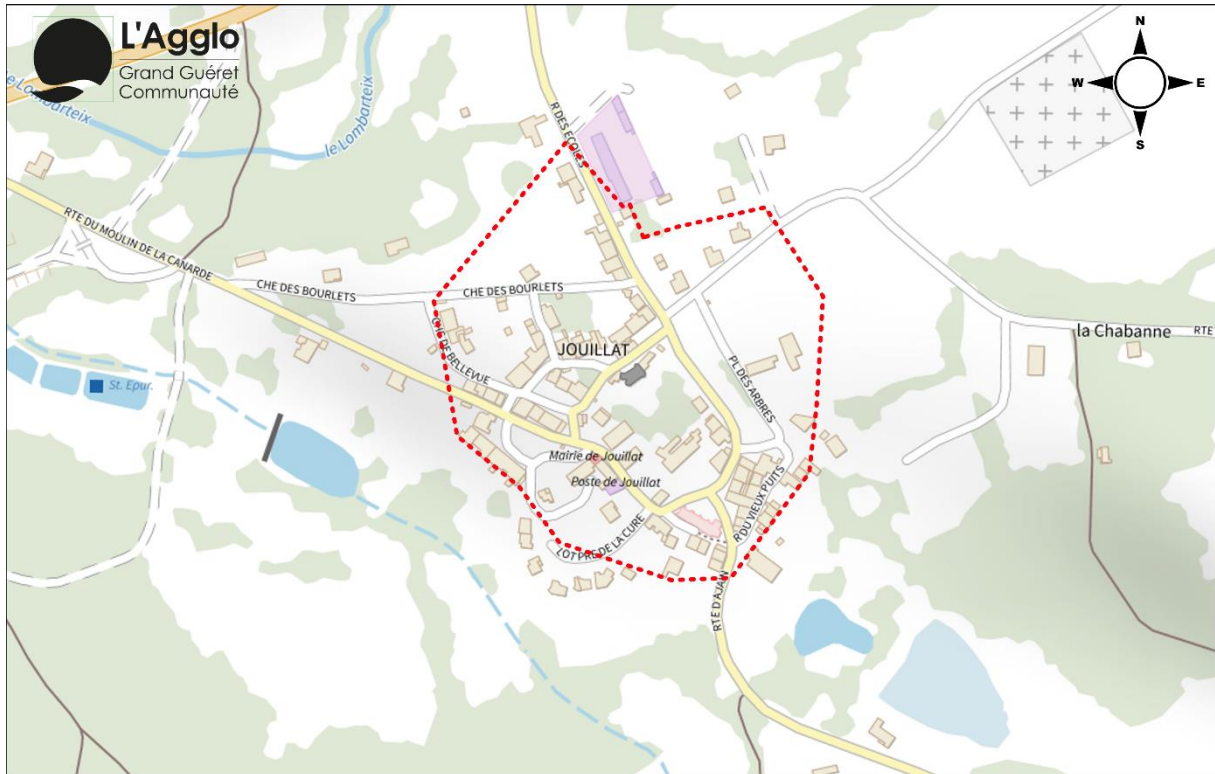 L'Agglo
Grand Guéret
Communauté
N
W
E
S
le Lombarteix
le Lombarteix
R DES ECOLES
RTE DU MOULIN DE LA CANARDE
CHE DES BOURLETS
CHE DES BOURLETS
CHE DE BELLEVUE
JOUILLAT
la Chabanne
RTE
PL DES ARBRES
St. Epur.
Mairie de Jouillat
Poste de Jouillat
R DU VIEUX PUITS
LOT PRE DE LA CURE
RTE D'AJAIN